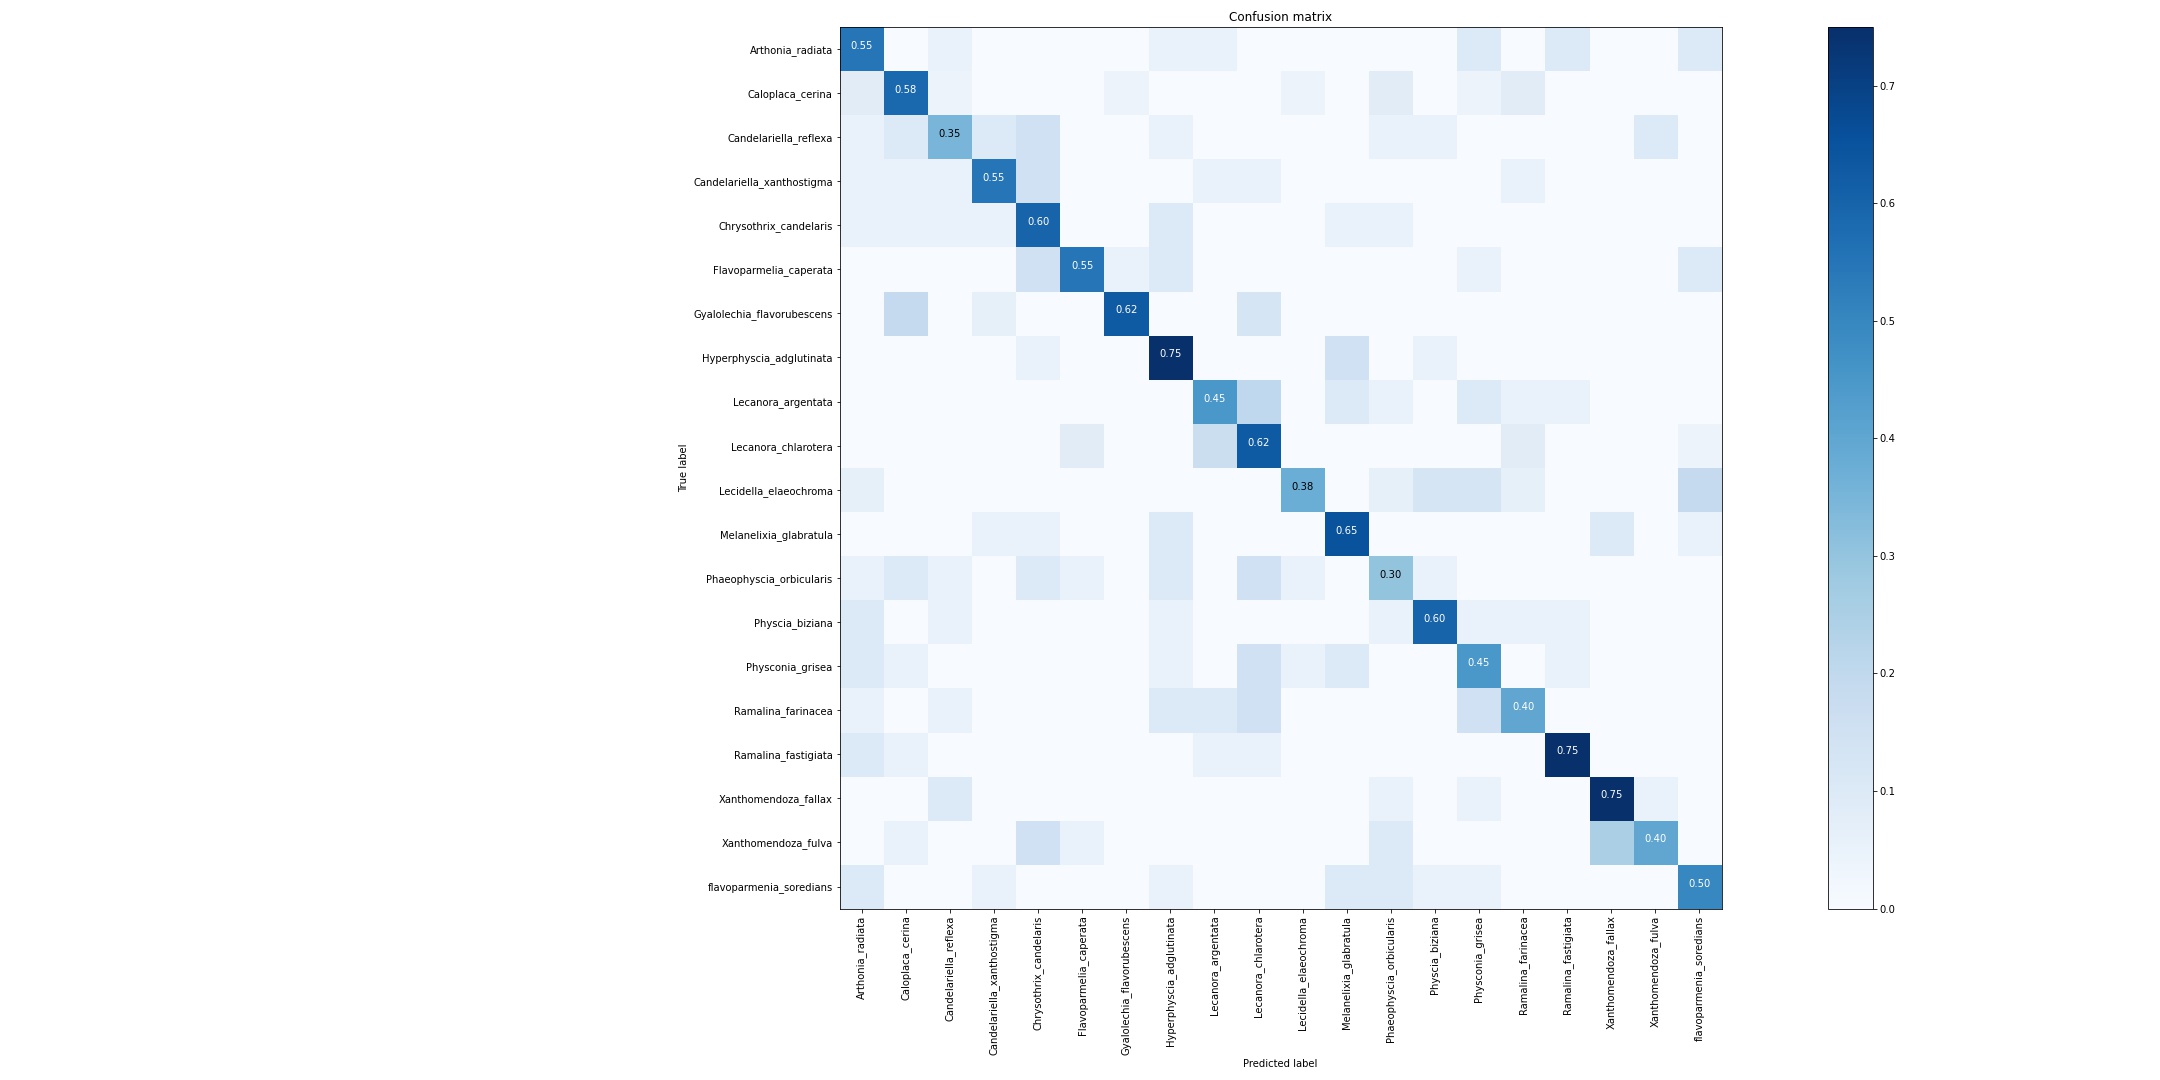 Confusion matrix
Arthonia_radiata 0.55
Caloplaca_cerina 0.58
Candelariella_reflexa 0.35
Candelariella_xanthostigma 0.55
Chrysothrix_candelaris 0.60
Flavoparmelia_caperata 0.55
Gyalolechia_flavorubescens 0.62
Hyperphyscia_adglutinata 0.75
Lecanora_argentata 0.45
Lecanora_chlarotera 0.62
Lecidella_elaeochroma 0.38
Melanelixia_glabratula 0.65
Phaeophyscia_orbicularis 0.30
Physcia_biziana 0.60
Physconia_grisea 0.45
Ramalina_farinacea 0.40
Ramalina_fastigiata 0.75
Xanthomendoza_fallax 0.75
Xanthomendoza_fulva 0.40
flavoparmenia_soredians 0.50
True label
Arthonia_radiata
Caloplaca_cerina
Candelariella_reflexa
Candelariella_xanthostigma
Chrysothrix_candelaris
Flavoparmelia_caperata
Gyalolechia_flavorubescens
Hyperphyscia_adglutinata
Lecanora_argentata
Lecanora_chlarotera
Lecidella_elaeochroma
Melanelixia_glabratula
Phaeophyscia_orbicularis
Physcia_biziana
Physconia_grisea
Ramalina_farinacea
Ramalina_fastigiata
Xanthomendoza_fallax
Xanthomendoza_fulva
flavoparmenia_soredians
Predicted label
0.7
0.6
0.5
0.4
0.3
0.2
0.1
0.0